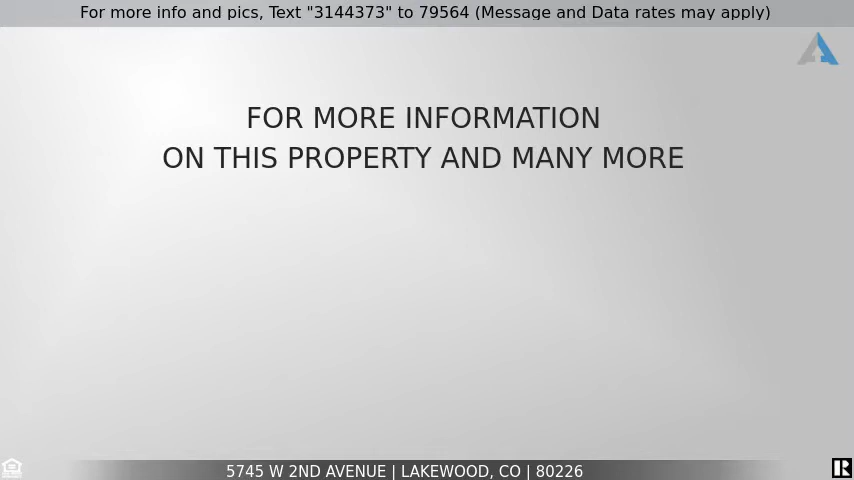 For more info and pics, Text "3144373" to 79564 (Message and Data rates may apply)
FOR MORE INFORMATION
ON THIS PROPERTY AND MANY MORE
5745 W 2ND AVENUE | LAKEWOOD, CO | 80226